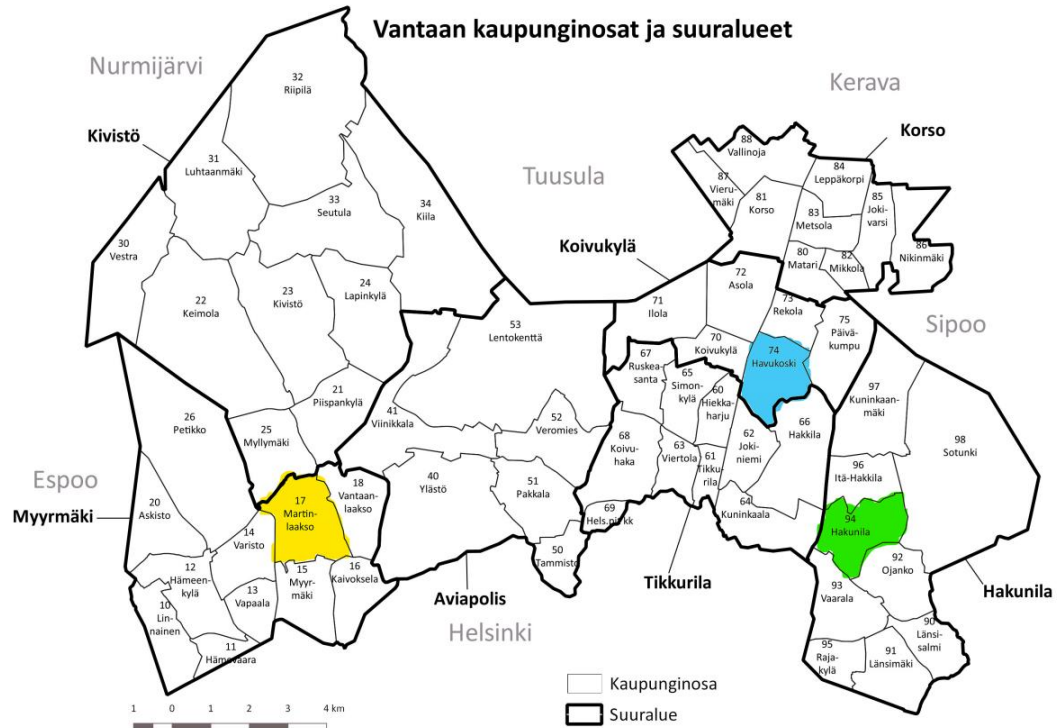 Vantaan kaupunginosat ja suuralueet
Nurmijärvi
Kerava
Kivistö
Korso
Tuusula
Koivukylä
Sipoo
Espoo
Myyrmäki
Aviapolis
Helsinki
Tikkurila
Hakunila
32
Riipilä
31
Luhtaanmäki
33
Seutula
34
Kiila
30
Vestra
22
Keimola
23
Kivistö
24
Lapinkylä
21
Piispankylä
25
Myllymäki
26
Petikko
20
Askisto
17
Martin-
laakso
18
Vantaan-
laakso
14
Varisto
12
Hämeen-
kylä
13
Vapaala
15
Myyr-
mäki
16
Kaivoksela
10
Lin-
nainen
11
Hämevaara
53
Lentokenttä
41
Viinikkala
52
Veromies
40
Ylästö
51
Pakkala
50
Tammisto
88
Vallinoja
87
Vieru-
mäki
84
Leppäkorpi
81
Korso
83
Metsola
85
Joki-
varsi
86
Nikinmäki
80
Matari
82
Mikkola
72
Asola
71
Ilola
73
Rekola
75
Päivä-
kumpu
70
Koivukylä
74
Havukoski
67
Ruskea-
santa
65
Simon-
kylä
60
Hiekka-
harju
66
Hakkila
68
Koivu-
haka
63
Viertola
61
Tikku-
rila
62
Joki-
niemi
64
Kuninkaala
69
97
Kuninkaan-
mäki
98
Sotunki
96
Itä-Hakkila
94
Hakunila
92
Ojanko
93
Vaarala
90
Länsi-
salmi
95
Raja-
kylä
91
Länsimäki
Kaupunginosa
Suuralue
1 0 1 2 3 4 km